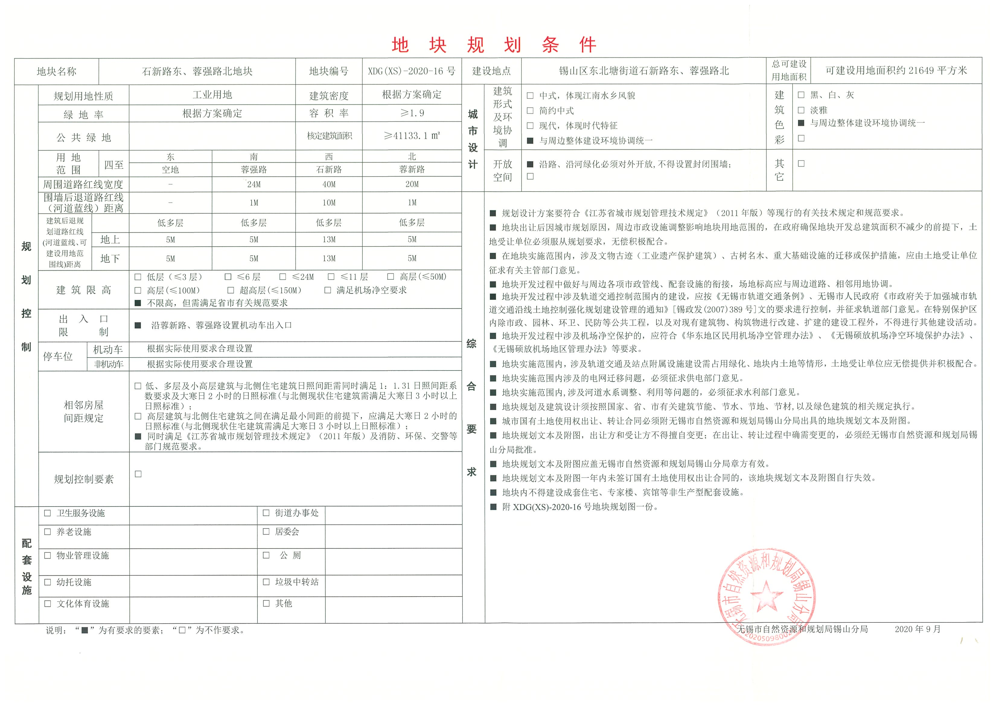 地块规划条件
地块名称 石新路东、蓉强路北地块 地块编号 XDG(XS)-2020-16 号 建设地点 锡山区东北塘街道石新路东、蓉强路北 总可建设用地面积 可建设用地面积约 21649 平方米
规划控制
规划用地性质 工业用地 建筑密度 根据方案确定
绿地率 根据方案确定 容积率 ≥1.9
公共绿地 核定建筑面积 ≥41133.1 ㎡
用地范围 四至 东 南 西 北
空地 蓉强路 石新路 蓉新路
周围道路红线宽度 - 24M 40M 20M
围墙后退道路红线（河道蓝线）距离 - 1M 10M 1M
建筑后退规划道路红线(河道蓝线、可建设用地范围线)距离
低多层 低多层 低多层 低多层
地上 5M 5M 13M 5M
地下 5M 5M 13M 5M
建筑限高
□ 低层（≤3 层） □ ≤6 层 □ ≤24M □ ≤11 层 □ 高层(≤50M)
□ 高层(≤100M) □ 超高层(≤150M) □ 满足机场净空要求
■ 不限高，但需满足省市有关规范要求
出入口限制
■ 沿蓉新路、蓉强路设置机动车出入口
停车位 机动车 根据实际使用要求合理设置
非机动车 根据实际使用要求合理设置
相邻房屋间距规定
□ 低、多层及小高层建筑与北侧住宅建筑日照间距需同时满足 1：1.31 日照间距系
数要求及大寒日 2 小时的日照标准(与北侧现状住宅建筑需满足大寒日 3 小时以上
日照标准）；
□ 高层建筑与北侧住宅建筑之间在满足最小间距的前提下，应满足大寒日 2 小时的
日照标准(与北侧现状住宅建筑需满足大寒日 3 小时以上日照标准）；
■ 同时满足《江苏省城市规划管理技术规定》（2011 年版）及消防、环保、交警等
部门规范要求。
规划控制要素 □
配套设施
□ 卫生服务设施 □ 街道办事处
□ 养老设施 □ 居委会
□ 物业管理设施 □ 公厕
□ 幼托设施 □ 垃圾中转站
□ 文化体育设施 □ 其他
城市设计
建筑形式及环境协调
□ 中式，体现江南水乡风貌
□ 简约中式
□ 现代，体现时代特征
■ 与周边整体建设环境协调统一
建筑色彩
□ 黑、白、灰
□ 淡雅
■ 与周边整体建设环境协调统一
□
开放空间
■ 沿路、沿河绿化必须对外开放,不得设置封闭围墙；
□
其它 □
综合要求
■ 规划设计方案要符合《江苏省城市规划管理技术规定》（2011 年版）等现行的有关技术规定和规范要求。
■ 地块出让后因城市规划原因，周边市政设施调整影响地块用地范围的，在政府确保地块开发总建筑面积不减少的前提下，土
地受让单位必须服从规划要求，无偿积极配合。
■ 在地块实施范围内，涉及文物古迹（工业遗产保护建筑）、古树名木、重大基础设施的迁移或保护措施，应由土地受让单位
征求有关主管部门意见。
■ 地块开发过程中做好与周边各项市政管线、配套设施的衔接，场地标高应与周边道路、相邻用地协调。
■ 地块开发过程中涉及轨道交通控制范围内的建设，应按《无锡市轨道交通条例》、无锡市人民政府《市政府关于加强城市轨
道交通沿线土地控制强化规划建设管理的通知》[锡政发(2007)389 号]文的要求进行控制，并征求轨道部门意见。在特别保护区
内除市政、园林、环卫、民防等公共工程，以及对现有建筑物、构筑物进行改建、扩建的建设工程外，不得进行其他建设活动。
■ 地块开发过程中涉及机场净空保护的，应符合《华东地区民用机场净空管理办法》、《无锡硕放机场净空环境保护办法》、
《无锡硕放机场地区管理办法》等要求。
■ 地块实施范围内，涉及轨道交通及站点附属设施建设需占用绿化、地块内土地等情形，土地受让单位应无偿提供并积极配合。
■ 地块实施范围内涉及的电网迁移问题，必须征求供电部门意见。
■ 地块实施范围内,涉及河道水系调整、利用等问题的，必须征求水利部门意见。
■ 地块规划及建筑设计须按照国家、省、市有关建筑节能、节水、节地、节材,以及绿色建筑的相关规定执行。
■ 城市国有土地使用权出让、转让合同必须附无锡市自然资源和规划局锡山分局出具的地块规划文本及附图。
■ 地块规划文本及附图，出让方和受让方不得擅自变更；在出让、转让过程中确需变更的，必须经无锡市自然资源和规划局锡
山分局批准。
■ 地块规划文本及附图应盖无锡市自然资源和规划局锡山分局章方有效。
■ 地块规划文本及附图一年内未签订国有土地使用权出让合同的，该地块规划文本及附图自行失效。
■ 地块内不得建设成套住宅、专家楼、宾馆等非生产型配套设施。
■ 附 XDG(XS)-2020-16 号地块规划图一份。
无锡市自然资源和规划局锡山分局
说明：“■”为有要求的要素；“□”为不作要求。
无锡市自然资源和规划局锡山分局 2020 年 9 月